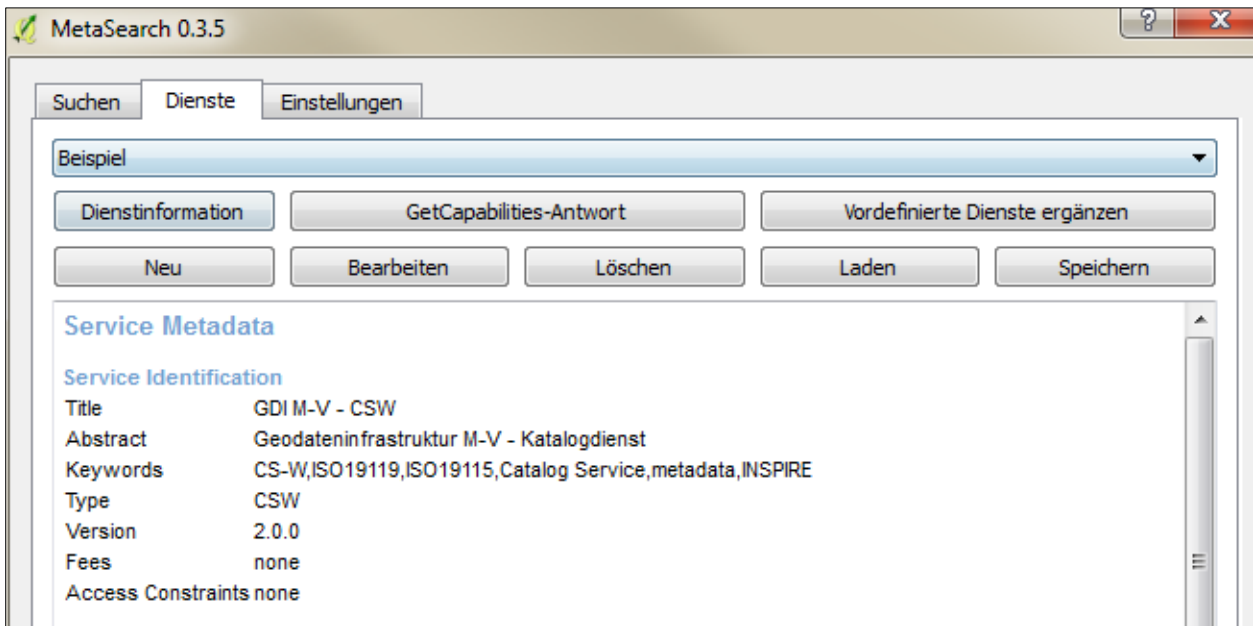 MetaSearch 0.3.5
Suchen Dienste Einstellungen
Beispiel
Dienstinformation GetCapabilities-Antwort Vordefinierte Dienste ergänzen
Neu Bearbeiten Löschen Laden Speichern
Service Metadata
Service Identification
Title GDI M-V - CSW
Abstract Geodateninfrastruktur M-V - Katalogdienst
Keywords CS-W,ISO19119,ISO19115,Catalog Service,metadata,INSPIRE
Type CSW
Version 2.0.0
Fees none
Access Constraints none